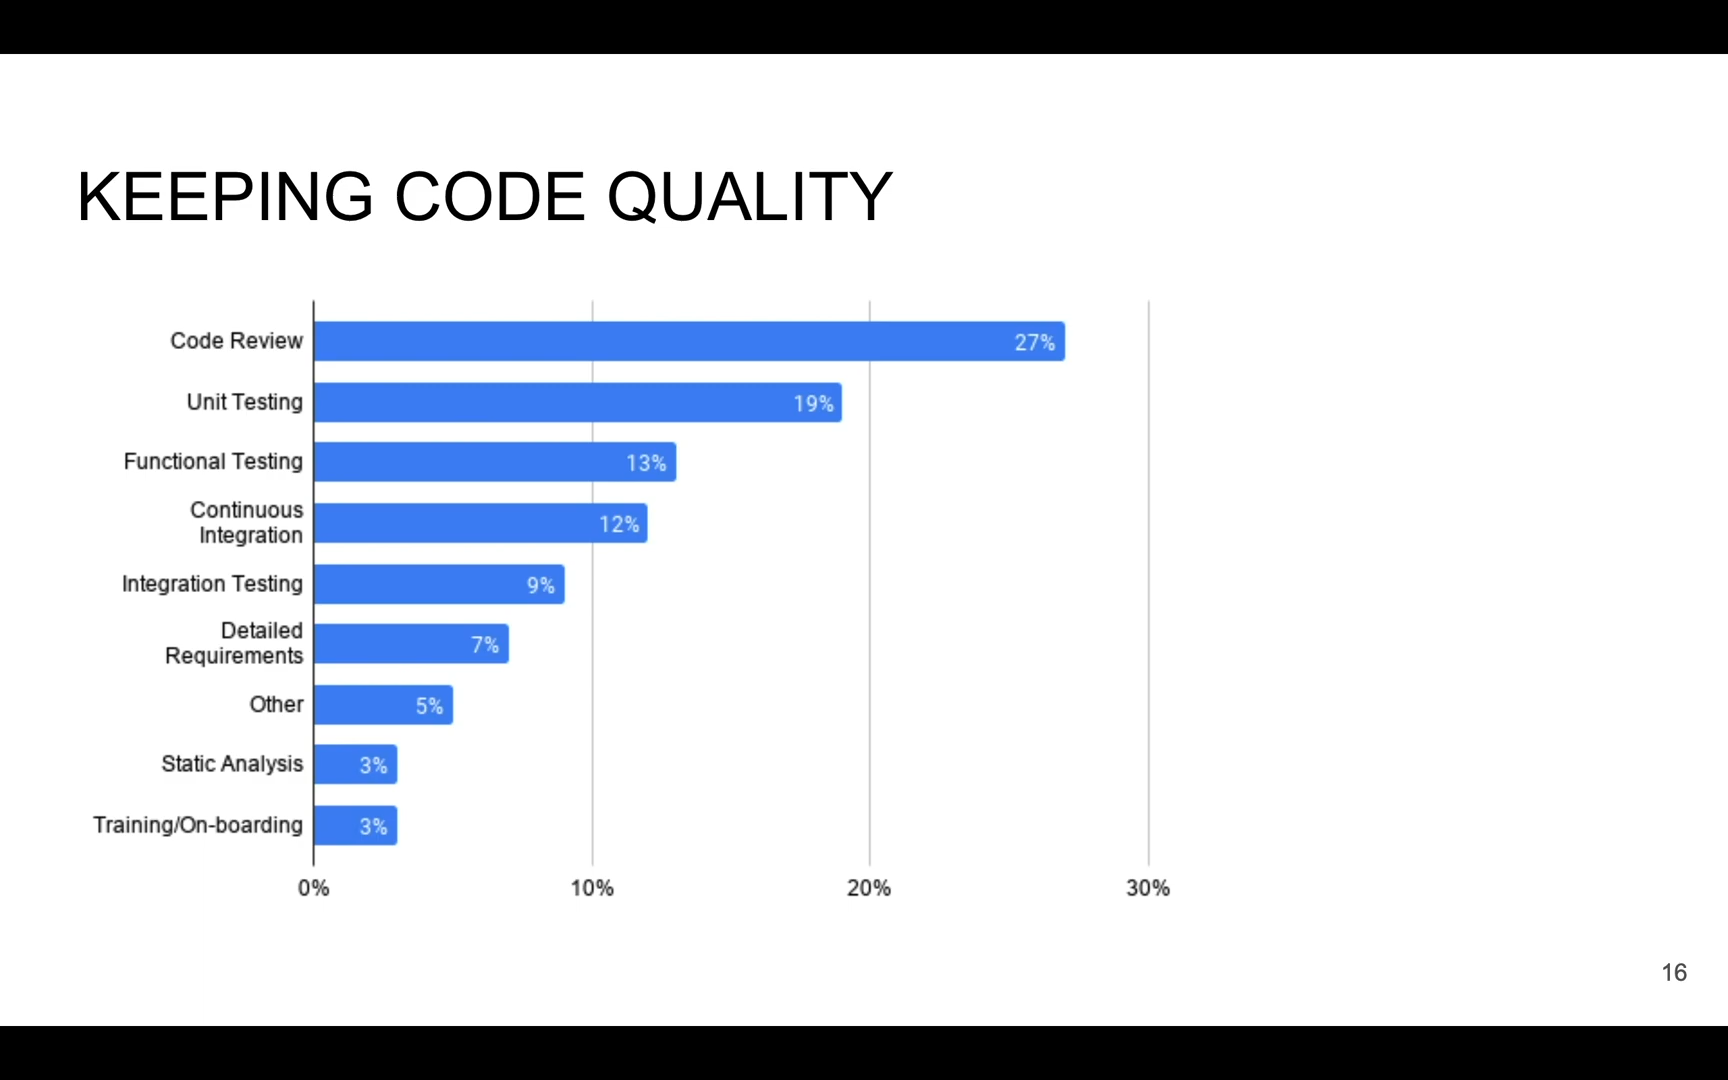 KEEPING CODE QUALITY
Code Review
27%
Unit Testing
19%
Functional Testing
13%
Continuous
Integration
12%
Integration Testing
9%
Detailed
Requirements
7%
Other
5%
Static Analysis
3%
Training/On-boarding
3%
0%
10%
20%
30%
16